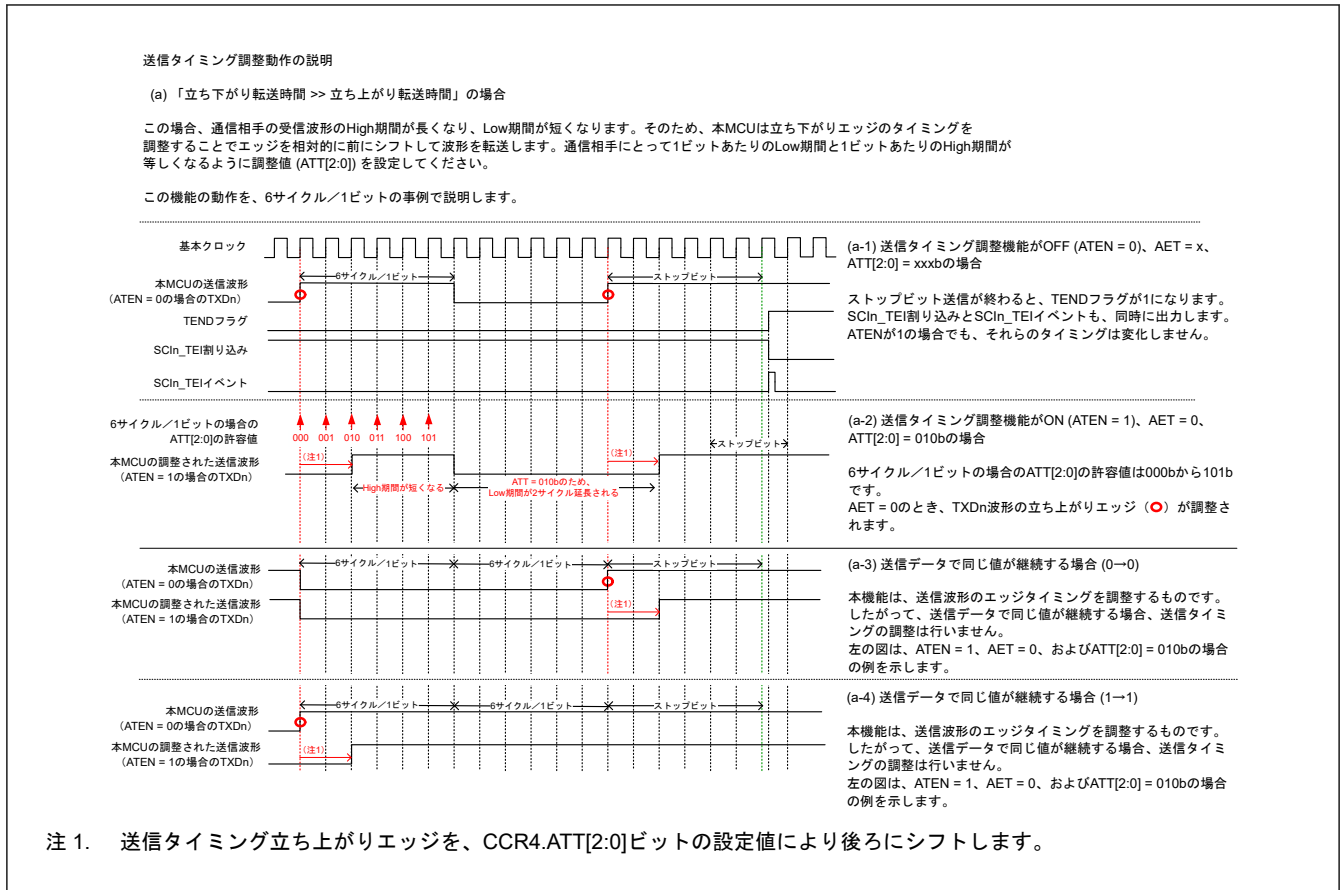 送信タイミング調整動作の説明
(a) 「立ち下がり転送時間 >> 立ち上がり転送時間」の場合
この場合、通信相手の受信波形のHigh期間が長くなり、Low期間が短くなります。そのため、本MCUは立ち下がりエッジのタイミングを
調整することでエッジを相対的に前にシフトして波形を転送します。通信相手にとって1ビットあたりのLow期間と1ビットあたりのHigh期間が
等しくなるように調整値 (ATT[2:0]) を設定してください。
この機能の動作を、6サイクル／1ビットの事例で説明します。
基本クロック
本MCUの送信波形
（ATEN = 0の場合のTXDn）
6サイクル／1ビット
ストップビット
TENDフラグ
SCIn_TEI割り込み
SCIn_TEIイベント
(a-1) 送信タイミング調整機能がOFF (ATEN = 0)、AET = x、
ATT[2:0] = xxxbの場合
ストップビット送信が終わると、TENDフラグが1になります。
SCIn_TEI割り込みとSCIn_TEIイベントも、同時に出力します。
ATENが1の場合でも、それらのタイミングは変化しません。
6サイクル／1ビットの場合の
ATT[2:0]の許容値
000 001 010 011 100 101
本MCUの調整された送信波形
（ATEN = 1の場合のTXDn）
（注1）
High期間が短くなる
ATT = 010bのため、
Low期間が2サイクル延長される
（注1）
ストップビット
(a-2) 送信タイミング調整機能がON (ATEN = 1)、AET = 0、
ATT[2:0] = 010bの場合
6サイクル／1ビットの場合のATT[2:0]の許容値は000bから101b
です。
AET = 0のとき、TXDn波形の立ち上がりエッジ（O）が調整さ
れます。
本MCUの送信波形
（ATEN = 0の場合のTXDn）
6サイクル／1ビット
6サイクル／1ビット
ストップビット
本MCUの調整された送信波形
（ATEN = 1の場合のTXDn）
（注1）
(a-3) 送信データで同じ値が継続する場合 (0→0)
本機能は、送信波形のエッジタイミングを調整するものです。
したがって、送信データで同じ値が継続する場合、送信タイミ
ングの調整は行いません。
左の図は、ATEN = 1、AET = 0、およびATT[2:0] = 010bの場合
の例を示します。
本MCUの送信波形
（ATEN = 0の場合のTXDn）
6サイクル／1ビット
6サイクル／1ビット
ストップビット
本MCUの調整された送信波形
（ATEN = 1の場合のTXDn）
（注1）
(a-4) 送信データで同じ値が継続する場合 (1→1)
本機能は、送信波形のエッジタイミングを調整するものです。
したがって、送信データで同じ値が継続する場合、送信タイミ
ングの調整は行いません。
左の図は、ATEN = 1、AET = 0、およびATT[2:0] = 010bの場合
の例を示します。
注 1. 送信タイミング立ち上がりエッジを、CCR4.ATT[2:0]ビットの設定値により後ろにシフトします。